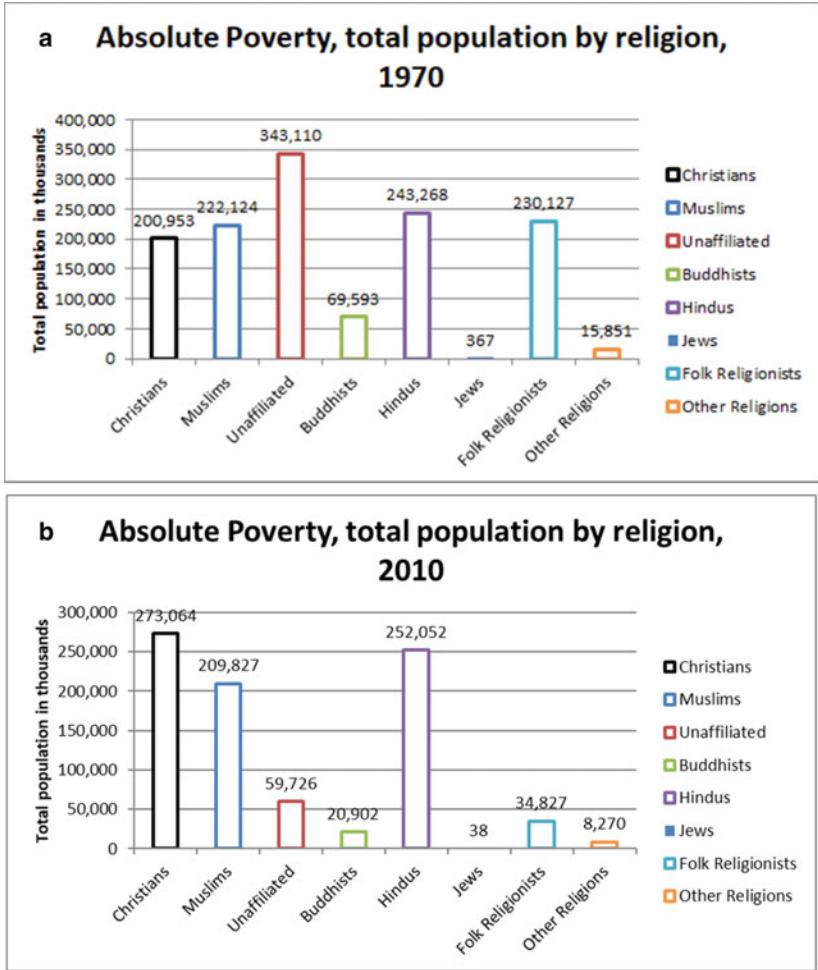 a
Absolute Poverty, total population by religion,
1970
Total population in thousands
400,000
350,000
300,000
250,000
200,000
150,000
100,000
50,000
0
200,953
222,124
343,110
69,593
243,268
367
230,127
15,851
Christians
Muslims
Unaffiliated
Buddhists
Hindus
Jews
Folk Religionists
Other Religions
Christians
Muslims
Unaffiliated
Buddhists
Hindus
Jews
Folk Religionists
Other Religions
b
Absolute Poverty, total population by religion,
2010
Total population in thousands
300,000
250,000
200,000
150,000
100,000
50,000
0
273,064
209,827
59,726
20,902
252,052
38
34,827
8,270
Christians
Muslims
Unaffiliated
Buddhists
Hindus
Jews
Folk Religionists
Other Religions
Christians
Muslims
Unaffiliated
Buddhists
Hindus
Jews
Folk Religionists
Other Religions